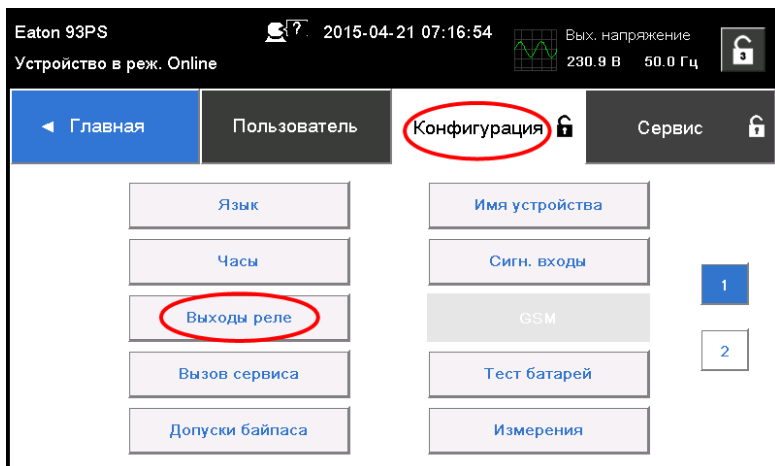 Eaton 93PS
? 2015-04-21 07:16:54
Вых. напряжение
Устройство в реж. Online
230.9 В 50.0 Гц
3
◄ Главная
Пользователь
Конфигурация
Сервис
Язык
Имя устройства
Часы
Сигн. входы
1
Выходы реле
GSM
2
Вызов сервиса
Тест батарей
Допуски байпаса
Измерения